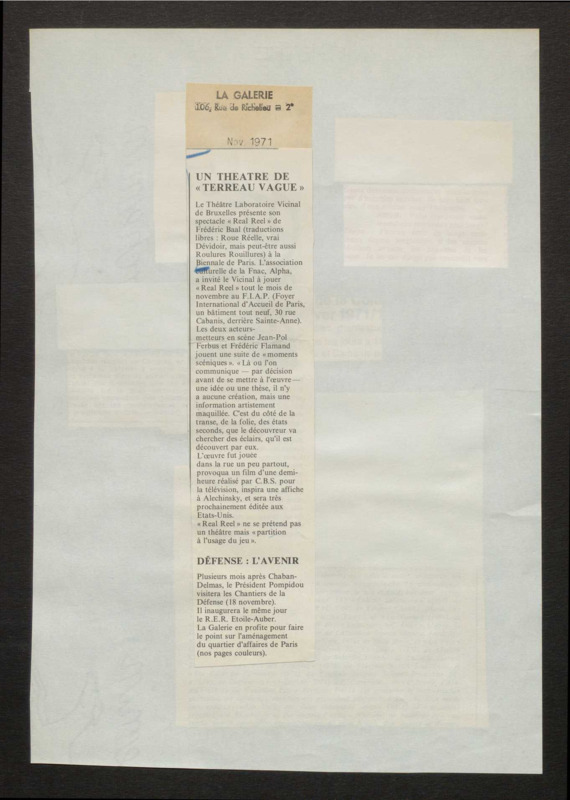 LA GALERIE
106, Rue de Richelieu = 2e
Nov. 1971
UN THEATRE DE
« TERREAU VAGUE »
Le Théâtre Laboratoire Vicinal
de Bruxelles présente son
spectacle « Real Reel » de
Frédéric Baal (traductions
libres : Roue Réelle, vrai
Dévidoir, mais peut-être aussi
Roulures Rouillures) à la
Biennale de Paris. L'association
culturelle de la Fnac, Alpha,
a invité le Vicinal à jouer
« Real Reel » tout le mois de
novembre au F.I.A.P. (Foyer
International d'Accueil de Paris,
un bâtiment tout neuf, 30 rue
Cabanis, derrière Sainte-Anne).
Les deux acteurs-
metteurs en scène Jean-Pol
Ferbus et Frédéric Flamand
jouent une suite de « moments
scéniques ». « Là où l'on
communique — par décision
avant de se mettre à l'œuvre —
une idée ou une thèse, il n'y
a aucune création, mais une
information artistement
maquillée. C'est du côté de la
transe, de la folie, des états
seconds, que le découvreur va
chercher des éclairs, qu'il est
découvert par eux.
L'œuvre fut jouée
dans la rue un peu partout,
provoqua un film d'une demi-
heure réalisé par C.B.S. pour
la télévision, inspira une affiche
à Alechinsky, et sera très
prochainement éditée aux
Etats-Unis.
« Real Reel » ne se prétend pas
un théâtre mais « partition
à l'usage du jeu ».
DÉFENSE : L'AVENIR
Plusieurs mois après Chaban-
Delmas, le Président Pompidou
visitera les Chantiers de la
Défense (18 novembre).
Il inaugurera le même jour
le R.E.R. Etoile-Auber.
La Galerie en profite pour faire
le point sur l'aménagement
du quartier d'affaires de Paris
(nos pages couleurs).